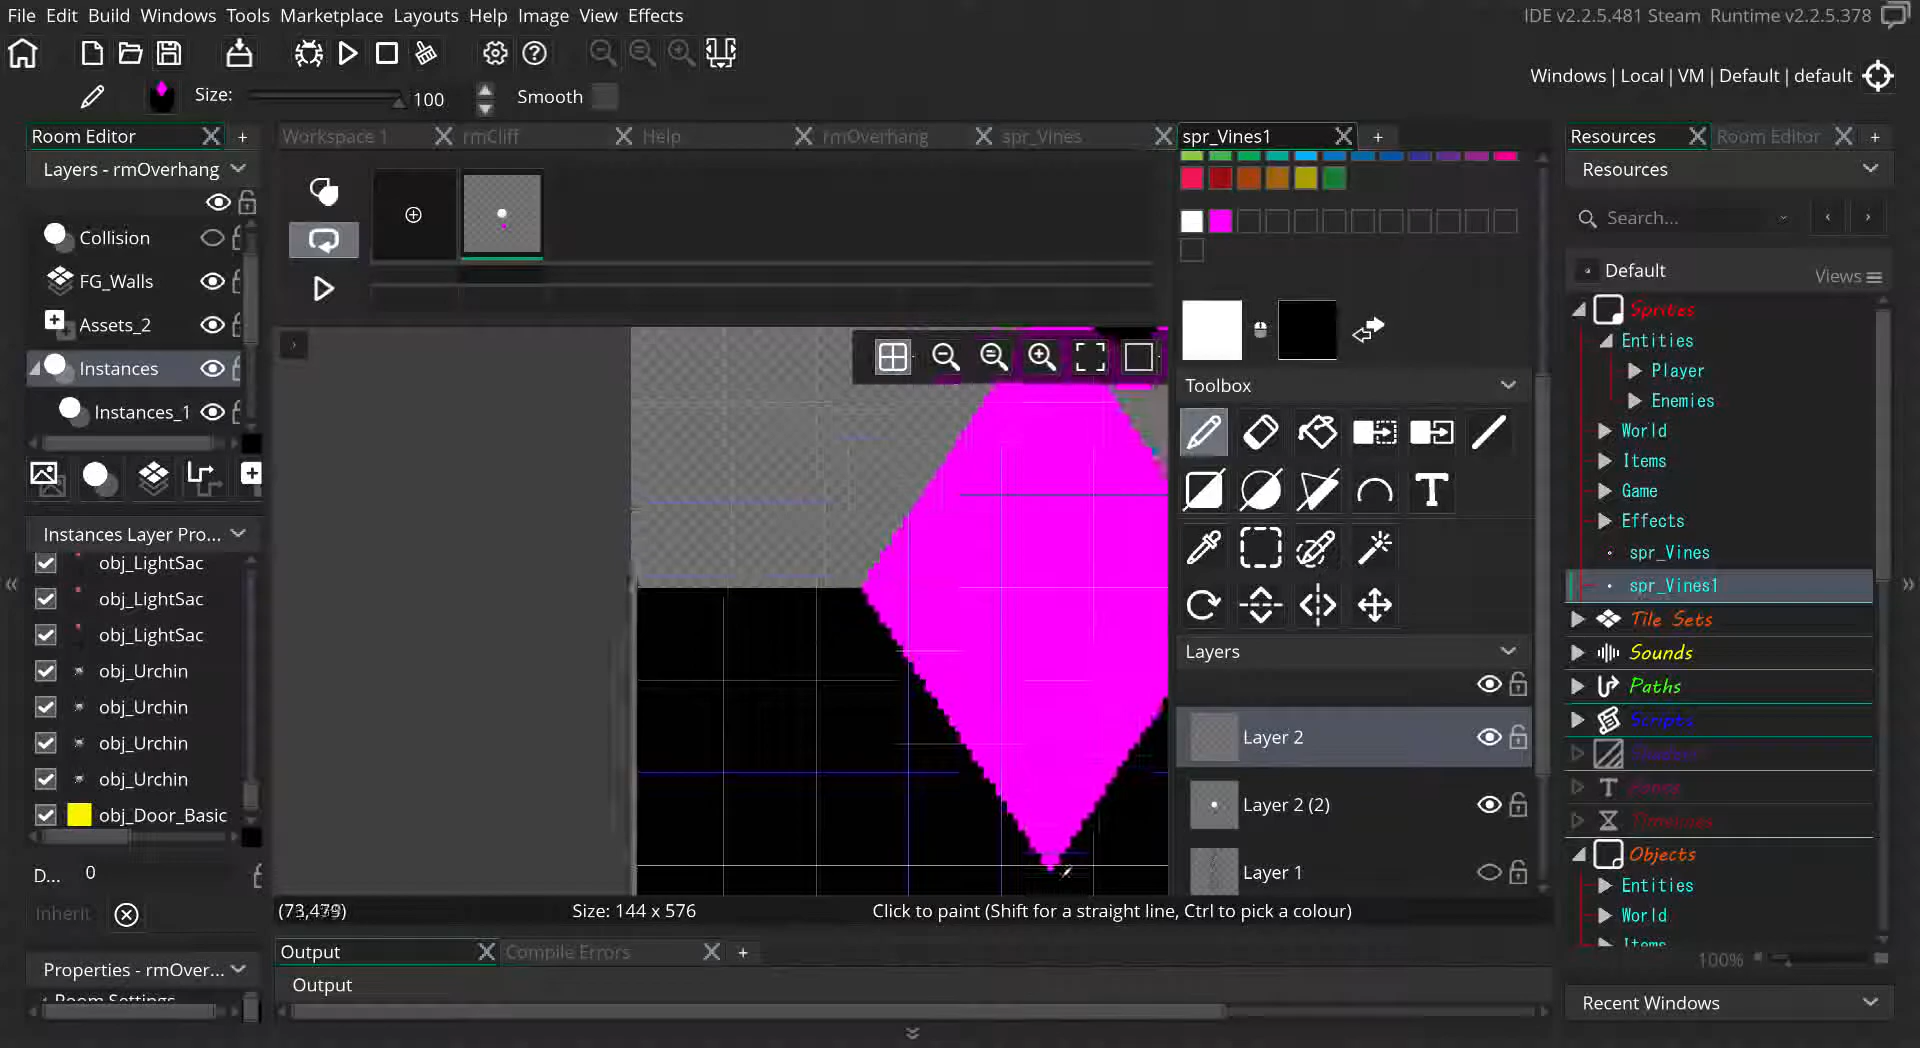 File Edit Build Windows Tools Marketplace Layouts Help Image View Effects
IDE v2.2.5.481 Steam Runtime v2.2.5.378
Windows | Local | VM | Default | default
Size: 100 Smooth
Room Editor
Workspace 1
rmCliff
Help
rmOverhang
spr_Vines
spr_Vines1
Resources
Room Editor
Layers - rmOverhang
Collision
FG_Walls
Assets_2
Instances
Instances_1
Instances Layer Pro...
obj_LightSac
obj_LightSac
obj_LightSac
obj_Urchin
obj_Urchin
obj_Urchin
obj_Urchin
obj_Door_Basic
D... 0
Inherit
Properties - rmOver...
Room Settings
Toolbox
Layers
Layer 2
Layer 2 (2)
Layer 1
Size: 144 x 576
Click to paint (Shift for a straight line, Ctrl to pick a colour)
Output
Compile Errors
Output
Resources
Search...
Default
Views
Sprites
Entities
Player
Enemies
World
Items
Game
Effects
spr_Vines
spr_Vines1
Tile Sets
Sounds
Paths
Scripts
Shaders
Fonts
Timelines
Objects
Entities
World
Items
100%
Recent Windows